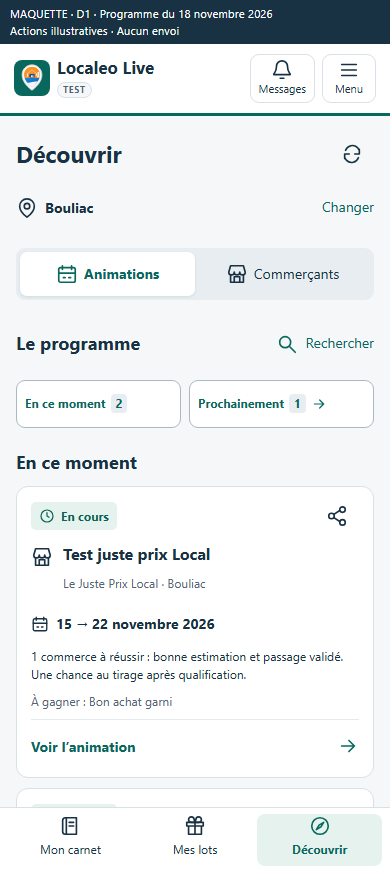 MAQUETTE · D1 · Programme du 18 novembre 2026
Actions illustratives · Aucun envoi
Localeo Live
TEST
Messages
Menu
Découvrir
Bouliac
Changer
Animations
Commerçants
Le programme
Rechercher
En ce moment 2
Prochainement 1 →
En ce moment
En cours
Test juste prix Local
Le Juste Prix Local · Bouliac
15 → 22 novembre 2026
1 commerce à réussir : bonne estimation et passage validé.
Une chance au tirage après qualification.
À gagner : Bon achat garni
Voir l’animation →
Mon carnet
Mes lots
Découvrir